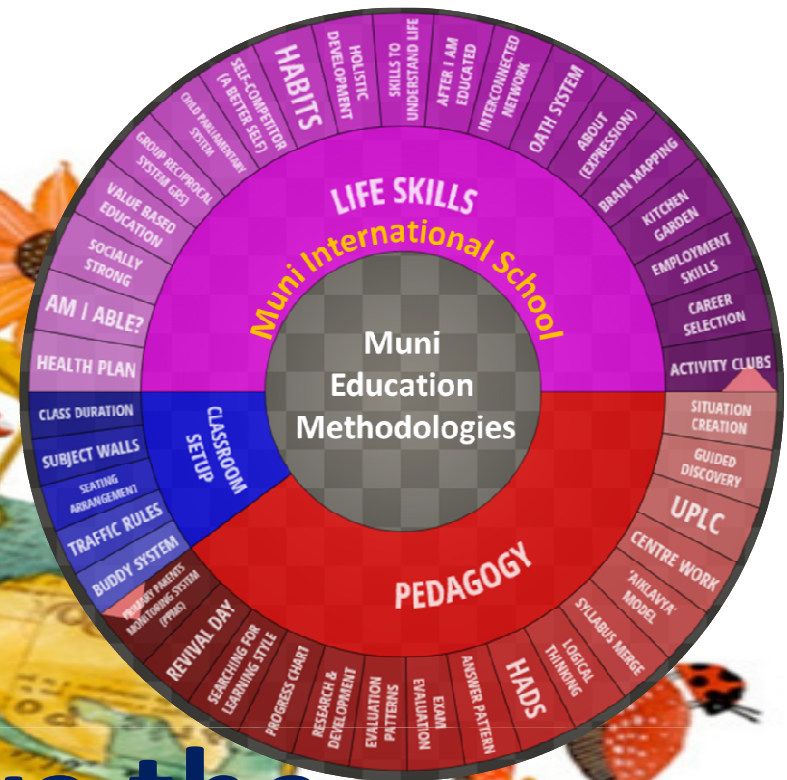 Muni
Education
Methodologies
Muni International School
LIFE SKILLS
HEALTH PLAN
AM I ABLE?
SOCIALLY
STRONG
VALUE BASED
EDUCATION
GROUP RECIPROCAL
SYSTEM GRS)
CHILD PARLIAMENTARY
SYSTEM
SELF-COMPETITOR
(A BETTER SELF)
HABITS
HOLISTIC
DEVELOPMENT
SKILLS TO
UNDERSTAND LIFE
AFTER I AM
EDUCATED
INTERCONNECTED
NETWORK
OATH SYSTEM
ABOUT
(EXPRESSION)
BRAIN MAPPING
KITCHEN
GARDEN
EMPLOYMENT
SKILLS
CAREER
SELECTION
ACTIVITY CLUBS
PEDAGOGY
SITUATION
CREATION
GUIDED
DISCOVERY
UPLC
CENTRE WORK
'AIKLAVYA'
MODEL
SYLLABUS MERGE
LOGICAL
THINKING
HADS
ANSWER PATTERN
EXAM
EVALUATION
EVALUATION
PATTERNS
RESEARCH &
DEVELOPMENT
PROGRESS CHART
SEARCHING FOR
LEARNING STYLE
REVIVAL DAY
PRIMARY PARENTS
MONITORING SYSTEM
(PPMS)
CLASSROOM
SETUP
BUDDY SYSTEM
TRAFFIC RULES
SEATING
ARRANGEMENT
SUBJECT WALLS
CLASS DURATION